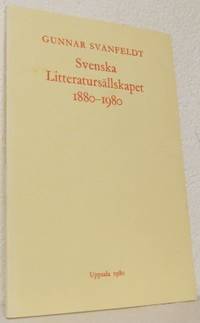 GUNNAR SVANFELDT
Svenska
Litteratursällskapet
1880–1980
Uppsala 1980